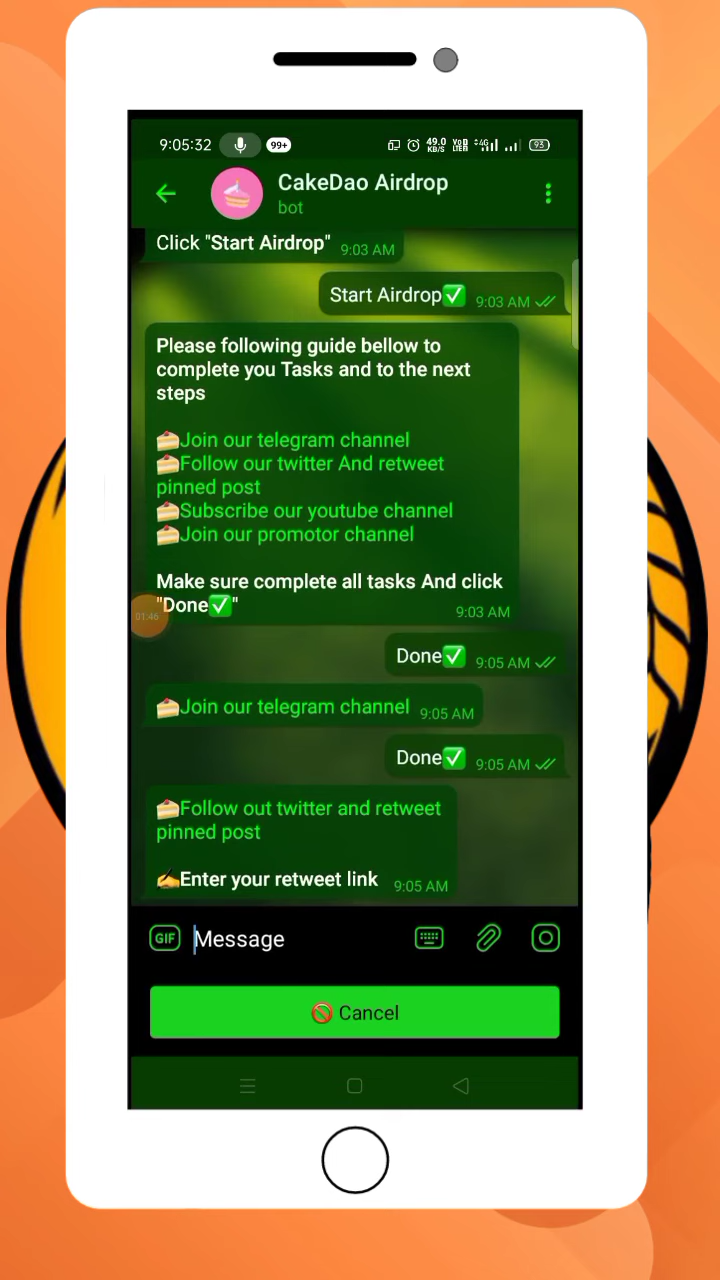 9:05:32 99+ 49.0 KB/S VoD LTE 4G 93
CakeDao Airdrop
bot
Click "Start Airdrop" 9:03 AM
Start Airdrop✅ 9:03 AM
Please following guide bellow to
complete you Tasks and to the next
steps
🍰Join our telegram channel
🍰Follow our twitter And retweet
pinned post
🍰Subscribe our youtube channel
🍰Join our promotor channel
Make sure complete all tasks And click
"Done✅" 9:03 AM
01:46
Done✅ 9:05 AM
🍰Join our telegram channel 9:05 AM
Done✅ 9:05 AM
🍰Follow out twitter and retweet
pinned post
✍Enter your retweet link 9:05 AM
GIF Message
🚫 Cancel